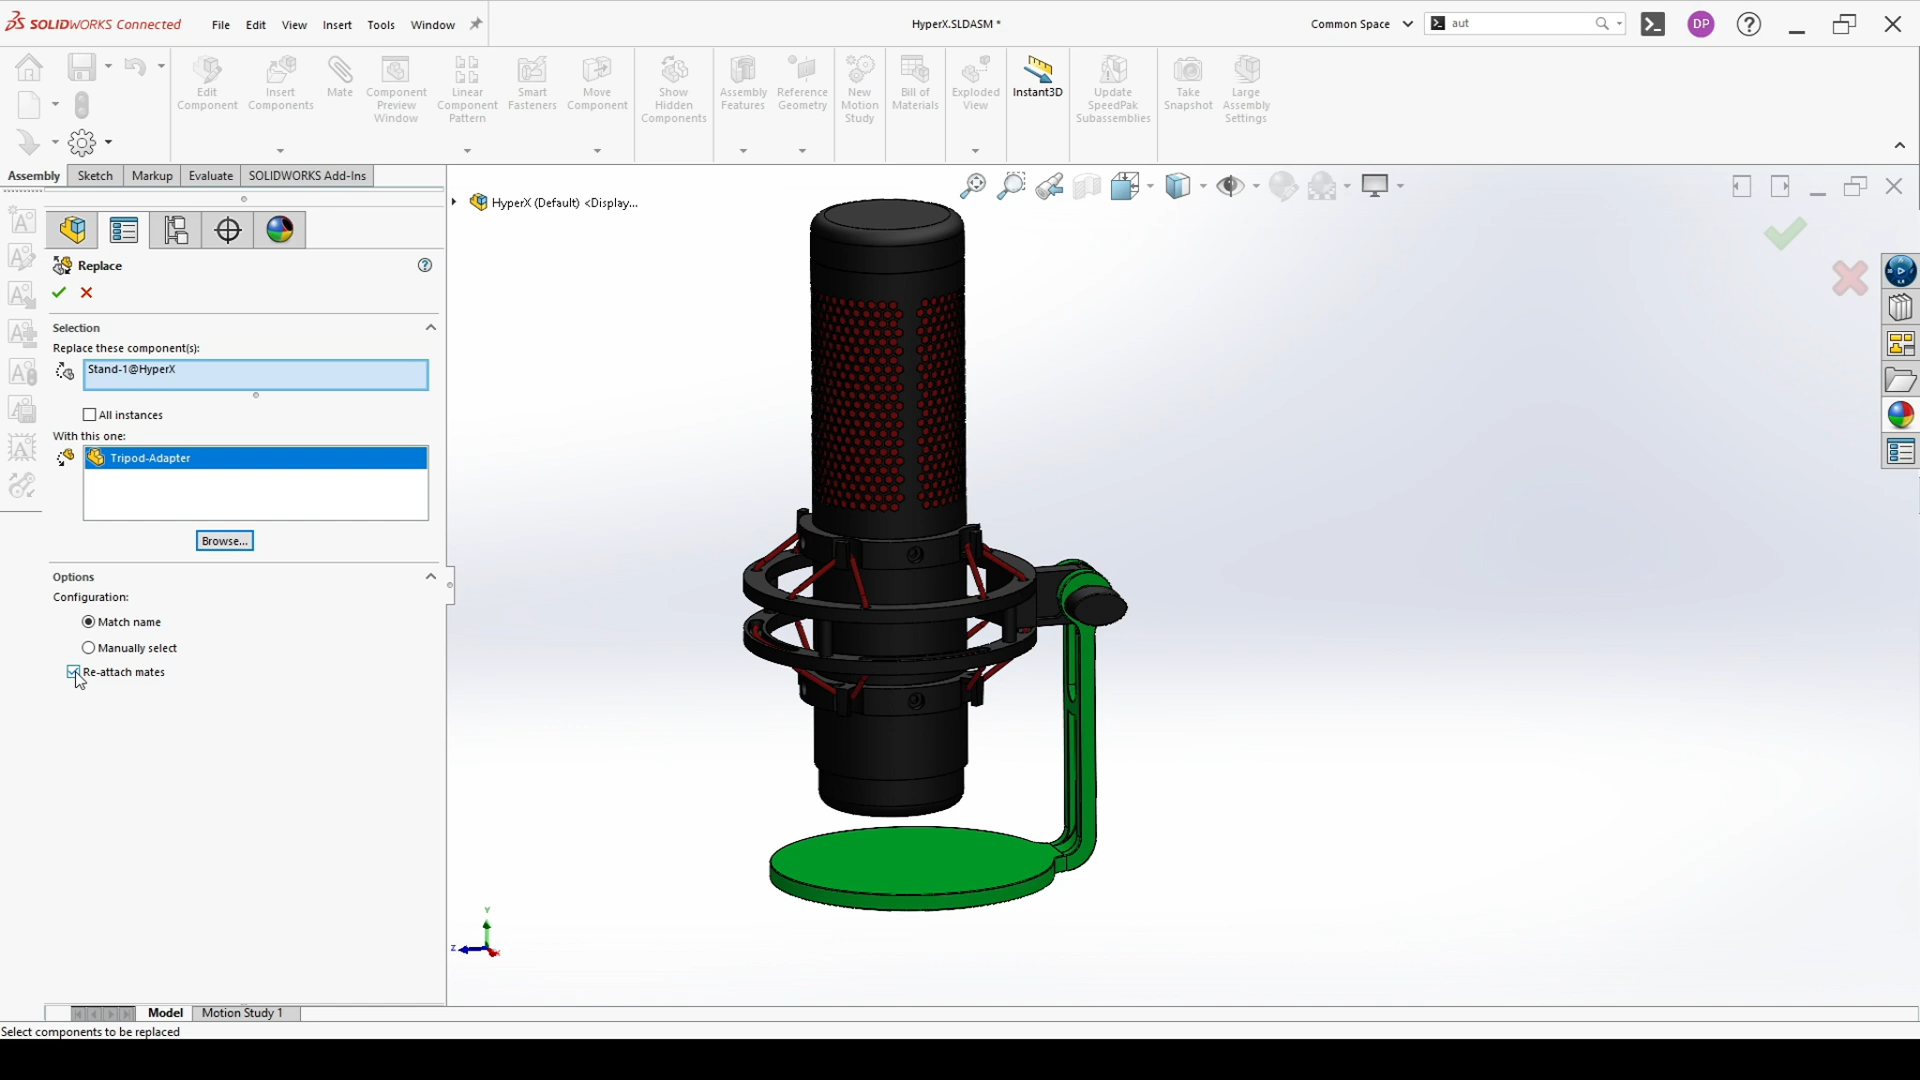 SOLIDWORKS Connected
File Edit View Insert Tools Window
HyperX.SLDASM *
Common Space
aut
DP
Edit Component
Insert Components
Mate
Component Preview Window
Linear Component Pattern
Smart Fasteners
Move Component
Show Hidden Components
Assembly Features
Reference Geometry
New Motion Study
Bill of Materials
Exploded View
Instant3D
Update SpeedPak Subassemblies
Take Snapshot
Large Assembly Settings
Assembly Sketch Markup Evaluate SOLIDWORKS Add-Ins
HyperX (Default) <Display...
Replace
Selection
Replace these component(s):
Stand-1@HyperX
All instances
With this one:
Tripod-Adapter
Browse...
Options
Configuration:
Match name
Manually select
Re-attach mates
Y
Z
Model Motion Study 1
Select components to be replaced